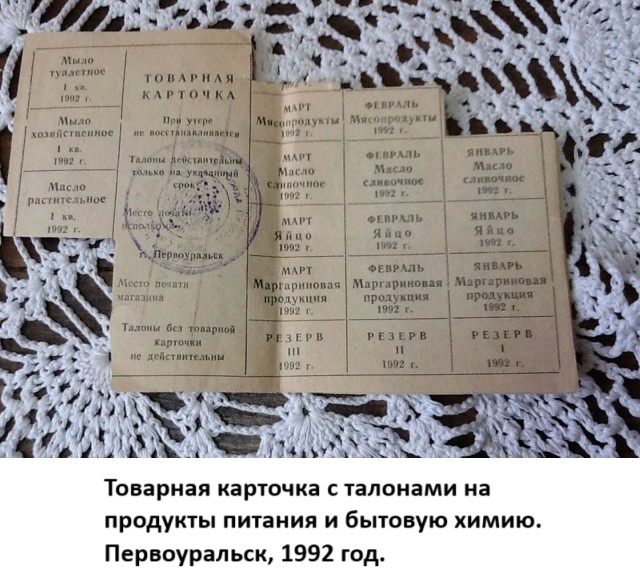 Мыло
туалетное
I кв.
1992 г.
Мыло
хозяйственное
I кв.
1992 г.
Масло
растительное
I кв.
1992 г.
ТОВАРНАЯ
КАРТОЧКА
При утере
не восстанавливается
Талоны действительны
только на указанный
срок
Место печати
исполкома
г. Первоуральск
Место печати
магазина
Талоны без товарной
карточки
не действительны
МАРТ
Мясопродукты
1992 г.
ФЕВРАЛЬ
Мясопродукты
1992 г.
МАРТ
Масло
сливочное
1992 г.
ФЕВРАЛЬ
Масло
сливочное
1992 г.
ЯНВАРЬ
Масло
сливочное
1992 г.
МАРТ
Яйцо
1992 г.
ФЕВРАЛЬ
Яйцо
1992 г.
ЯНВАРЬ
Яйцо
1992 г.
МАРТ
Маргариновая
продукция
1992 г.
ФЕВРАЛЬ
Маргариновая
продукция
1992 г.
ЯНВАРЬ
Маргариновая
продукция
1992 г.
РЕЗЕРВ
III
1992 г.
РЕЗЕРВ
II
1992 г.
РЕЗЕРВ
I
1992 г.
Товарная карточка с талонами на
продукты питания и бытовую химию.
Первоуральск, 1992 год.